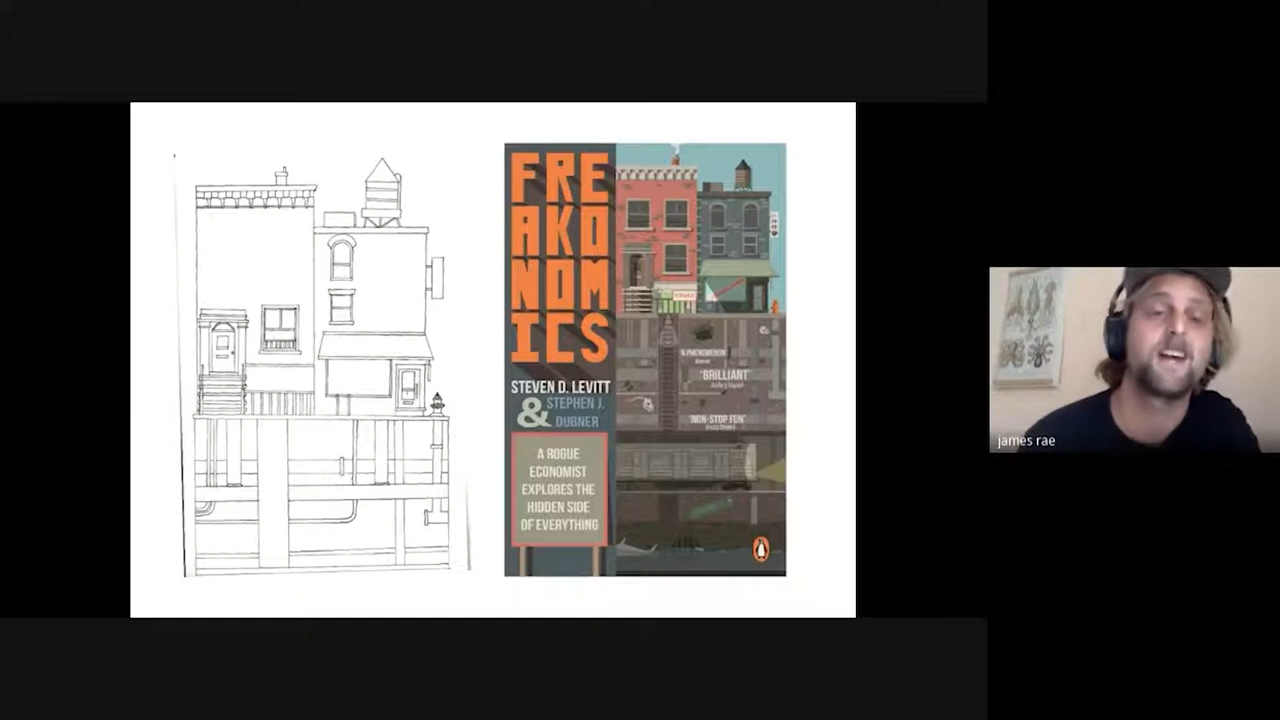 FRE
AKO
NOM
ICS
STEVEN D. LEVITT
& STEPHEN J.
DUBNER
A ROGUE
ECONOMIST
EXPLORES THE
HIDDEN SIDE
OF EVERYTHING
'A PHENOMENON'
'BRILLIANT'
'NON-STOP FUN'
james rae